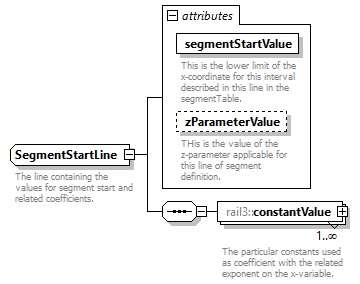 attributes
segmentStartValue
This is the lower limit of the
x-coordinate for this interval
described in this line in the
segmentTable.
zParameterValue
THis is the value of the
z-parameter applicable for
this line of segment
definition.
SegmentStartLine
The line containing the
values for segment start and
related coefficients.
rail3::constantValue
1..∞
The particular constants used
as coefficient with the related
exponent on the x-variable.